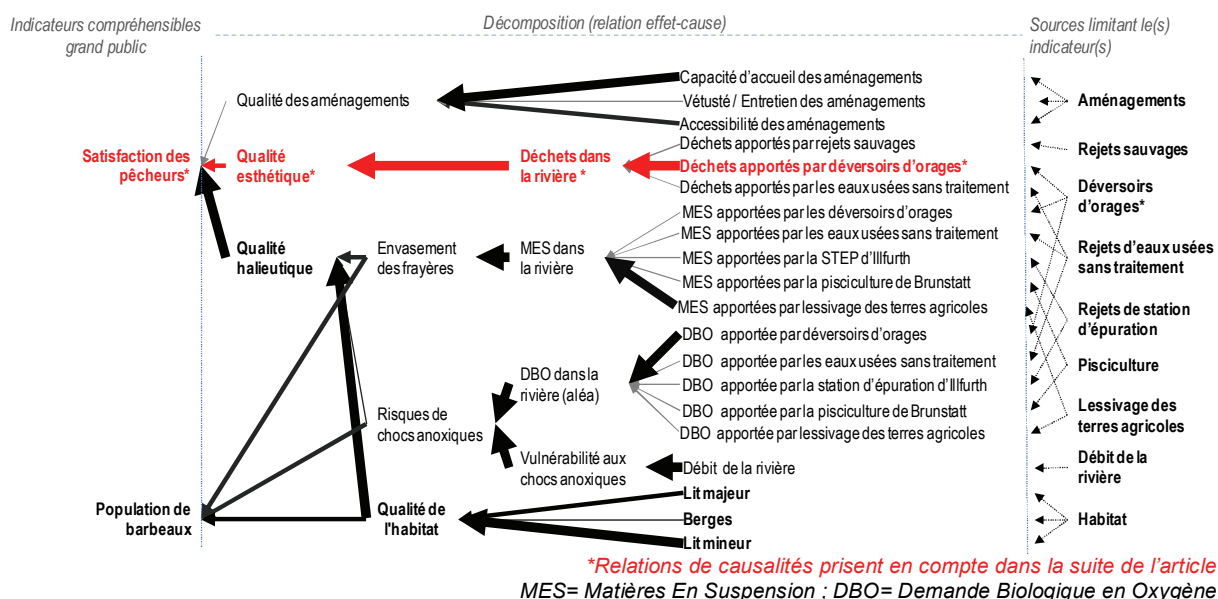 Indicateurs compréhensibles
grand public
Décomposition (relation effet-cause)
Sources limitant le(s)
indicateur(s)
Qualité des aménagements
Capacité d'accueil des aménagements
Vétusté / Entretien des aménagements
Accessibilité des aménagements
Aménagements
Satisfaction des
pêcheurs*
Qualité
esthétique*
Déchets dans
la rivière *
Déchets apportés par rejets sauvages
Déchets apportés par déversoirs d'orages*
Déchets apportés par les eaux usées sans traitement
Rejets sauvages
Déversoirs
d'orages*
Qualité
halieutique
Envasement
des frayères
MES dans
la rivière
MES apportées par les déversoirs d'orages
MES apportées par les eaux usées sans traitement
MES apportées par la STEP d'Illfurth
MES apportées par la pisciculture de Brunstatt
MES apportées par lessivage des terres agricoles
Rejets d'eaux usées
sans traitement
Rejets de station
d'épuration
Risques de
chocs anoxiques
DBO dans la
rivière (aléa)
DBO apportée par déversoirs d'orages
DBO apportée par les eaux usées sans traitement
DBO apportée par la station d'épuration d'Illfurth
DBO apportée par la pisciculture de Brunstatt
DBO apportée par lessivage des terres agricoles
Pisciculture
Lessivage des
terres agricoles
Vulnérabilité aux
chocs anoxiques
Débit de la rivière
Débit de la
rivière
Population de
barbeaux
Qualité de
l'habitat
Lit majeur
Berges
Lit mineur
Habitat
*Relations de causalités prisent en compte dans la suite de l'article
MES= Matières En Suspension ; DBO= Demande Biologique en Oxygène